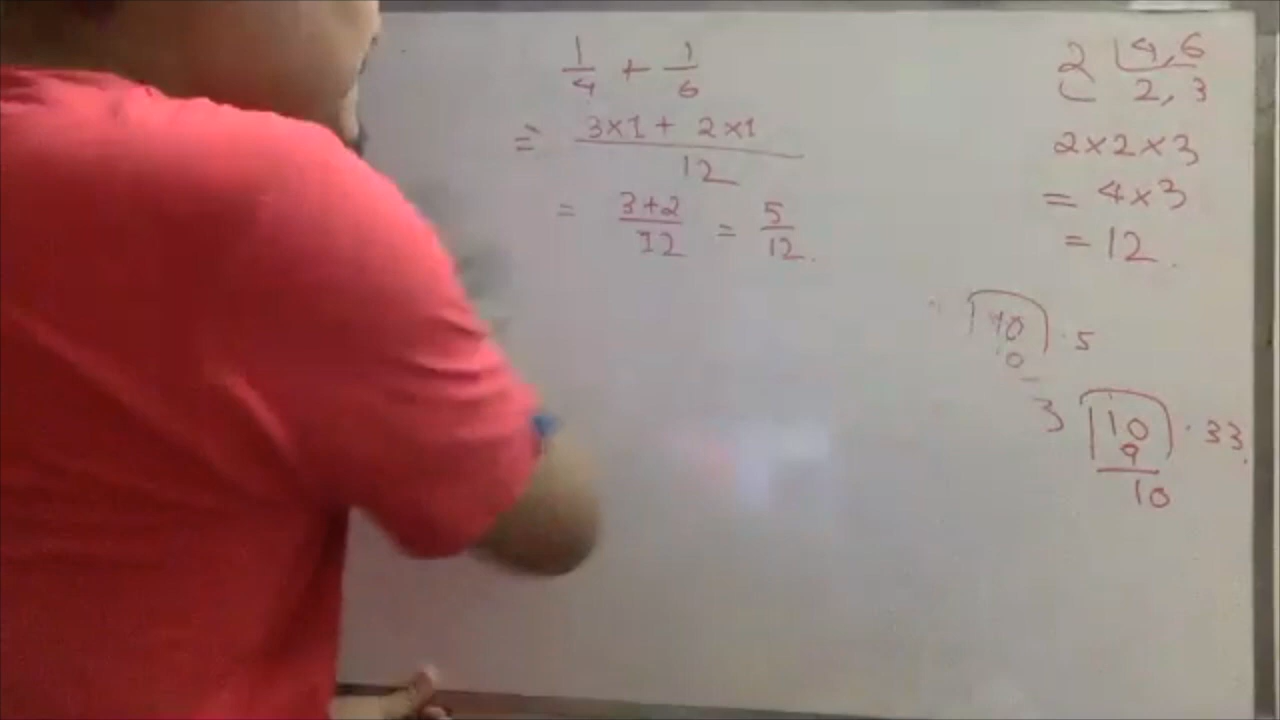 1/4 + 1/6
= 3×1 + 2×1 / 12
= 3+2/12 = 5/12.
2 | 4, 6
2, 3
2×2×3
= 4×3
= 12.
10 .5
0
3 | 10 .33
9
10